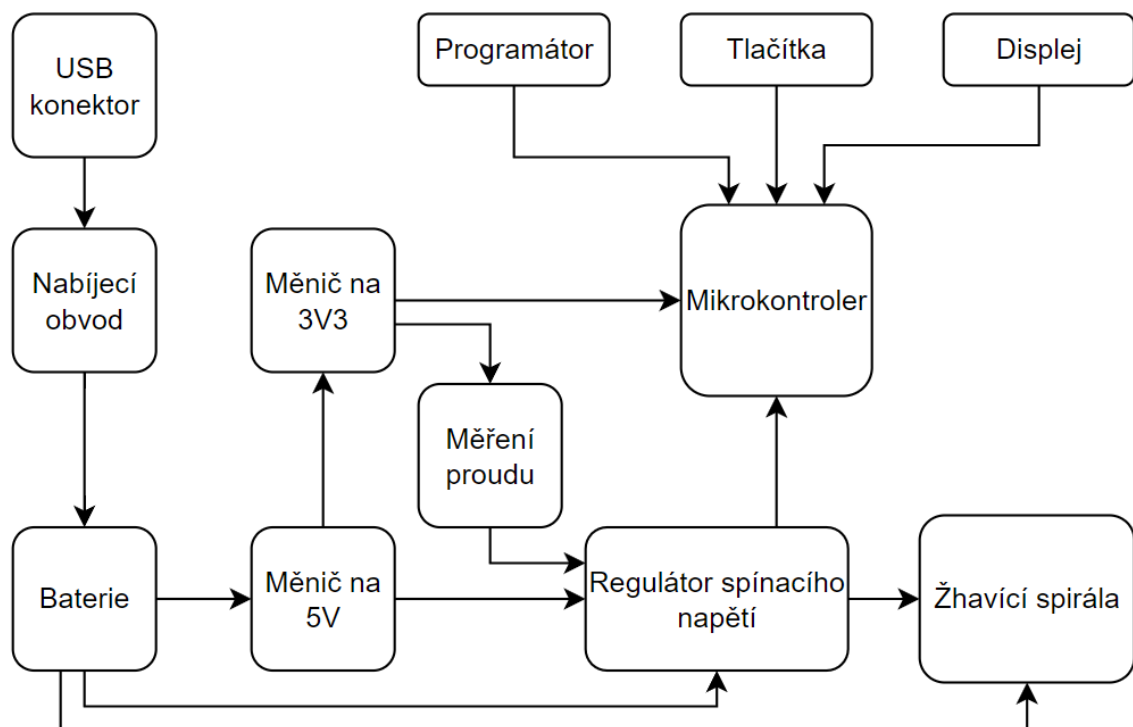 USB
konektor
Programátor
Tlačítka
Displej
Nabíjecí
obvod
Měnič na
3V3
Mikrokontroler
Měření
proudu
Baterie
Měnič na
5V
Regulátor spínacího
napětí
Žhavící spirála